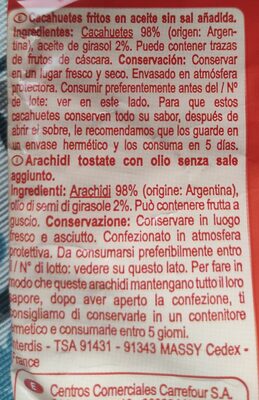 Cacahuetes fritos en aceite sin sal añadida.
Ingredientes: Cacahuetes 98% (origen: Argen-
tina), aceite de girasol 2%. Puede contener trazas
de frutos de cáscara. Conservación: Conservar
en un lugar fresco y seco. Envasado en atmósfera
protectora. Consumir preferentemente antes del / Nº
de lote: ver en este lado. Para que estos
cacahuetes conserven todo su sabor, después de
abrir el sobre, le recomendamos que los guarde en
un envase hermético y los consuma en 5 días.
Arachidi tostate con olio senza sale
aggiunto.
Ingredienti: Arachidi 98% (origine: Argentina),
olio di semi di girasole 2%. Può contenere frutta a
guscio. Conservazione: Conservare in luogo
fresco e asciutto. Confezionato in atmosfera
protettiva. Da consumarsi preferibilmente entro
il / N° di lotto: vedere su questo lato. Per fare in
modo che queste arachidi mantengano tutto il loro
sapore, dopo aver aperto la confezione, ti
consigliamo di conservarle in un contenitore
ermetico e consumarle entro 5 giorni.
Interdis - TSA 91431 - 91343 MASSY Cedex -
France
E Centros Comerciales Carrefour S.A.